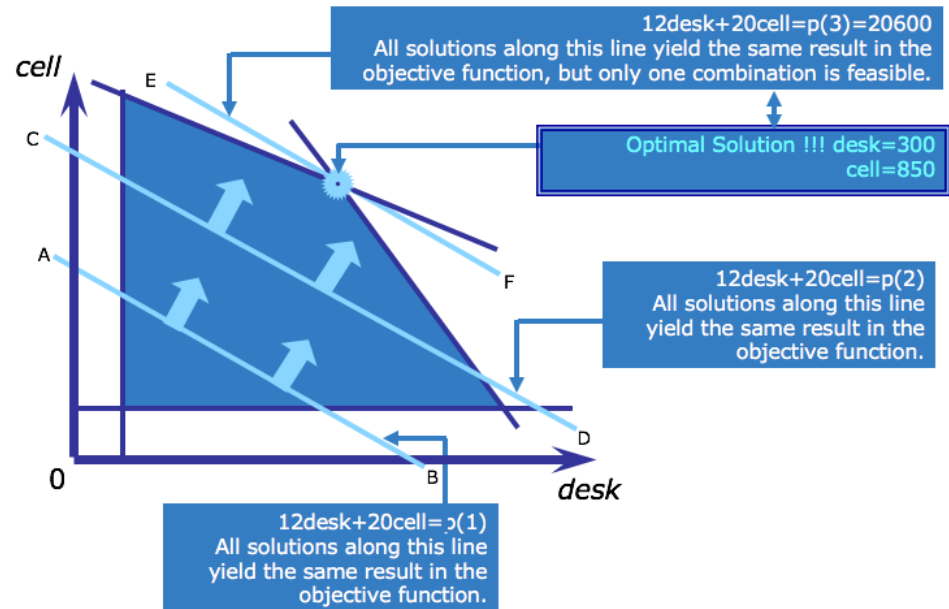 12desk+20cell=p(3)=20600
All solutions along this line yield the same result in the
objective function, but only one combination is feasible.
cell
E
C
Optimal Solution !!! desk=300
cell=850
A
F
12desk+20cell=p(2)
All solutions along this line
yield the same result in the
objective function.
D
0
B
desk
12desk+20cell=p(1)
All solutions along this line
yield the same result in the
objective function.